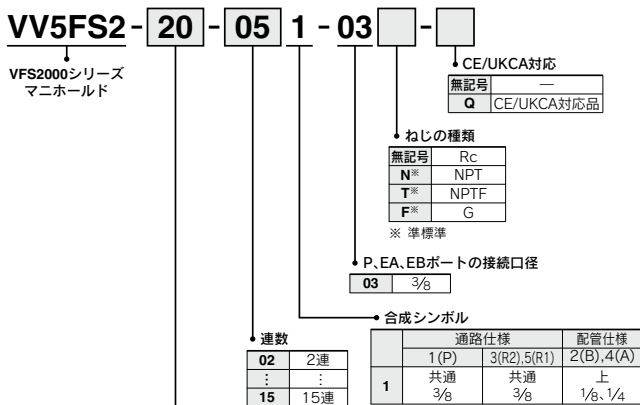 VV5FS2 - 20 - 05 1 - 03 -
VFS2000シリーズ
マニホールド
CE/UKCA対応
無記号 —
Q CE/UKCA対応品
ねじの種類
無記号 Rc
N※ NPT
T※ NPTF
F※ G
※ 準標準
P、EA、EBポートの接続口径
03 3⁄8
合成シンボル
通路仕様 配管仕様
1(P) 3(R2),5(R1) 2(B),4(A)
1 共通 共通 上
3⁄8 3⁄8 1⁄8、1⁄4
連数
02 2連
⋮ ⋮
15 15連